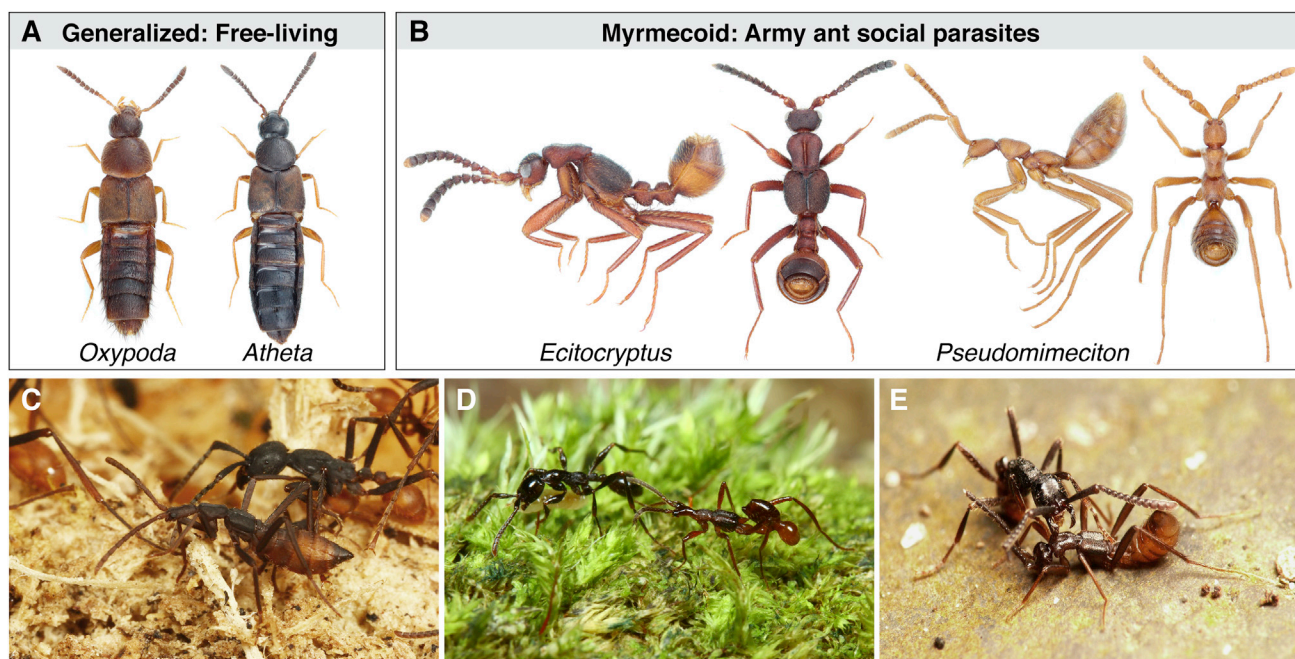 A Generalized: Free-living
B Myrmecoid: Army ant social parasites
Oxypoda
Atheta
Ecitocryptus
Pseudomimeciton
C
D
E